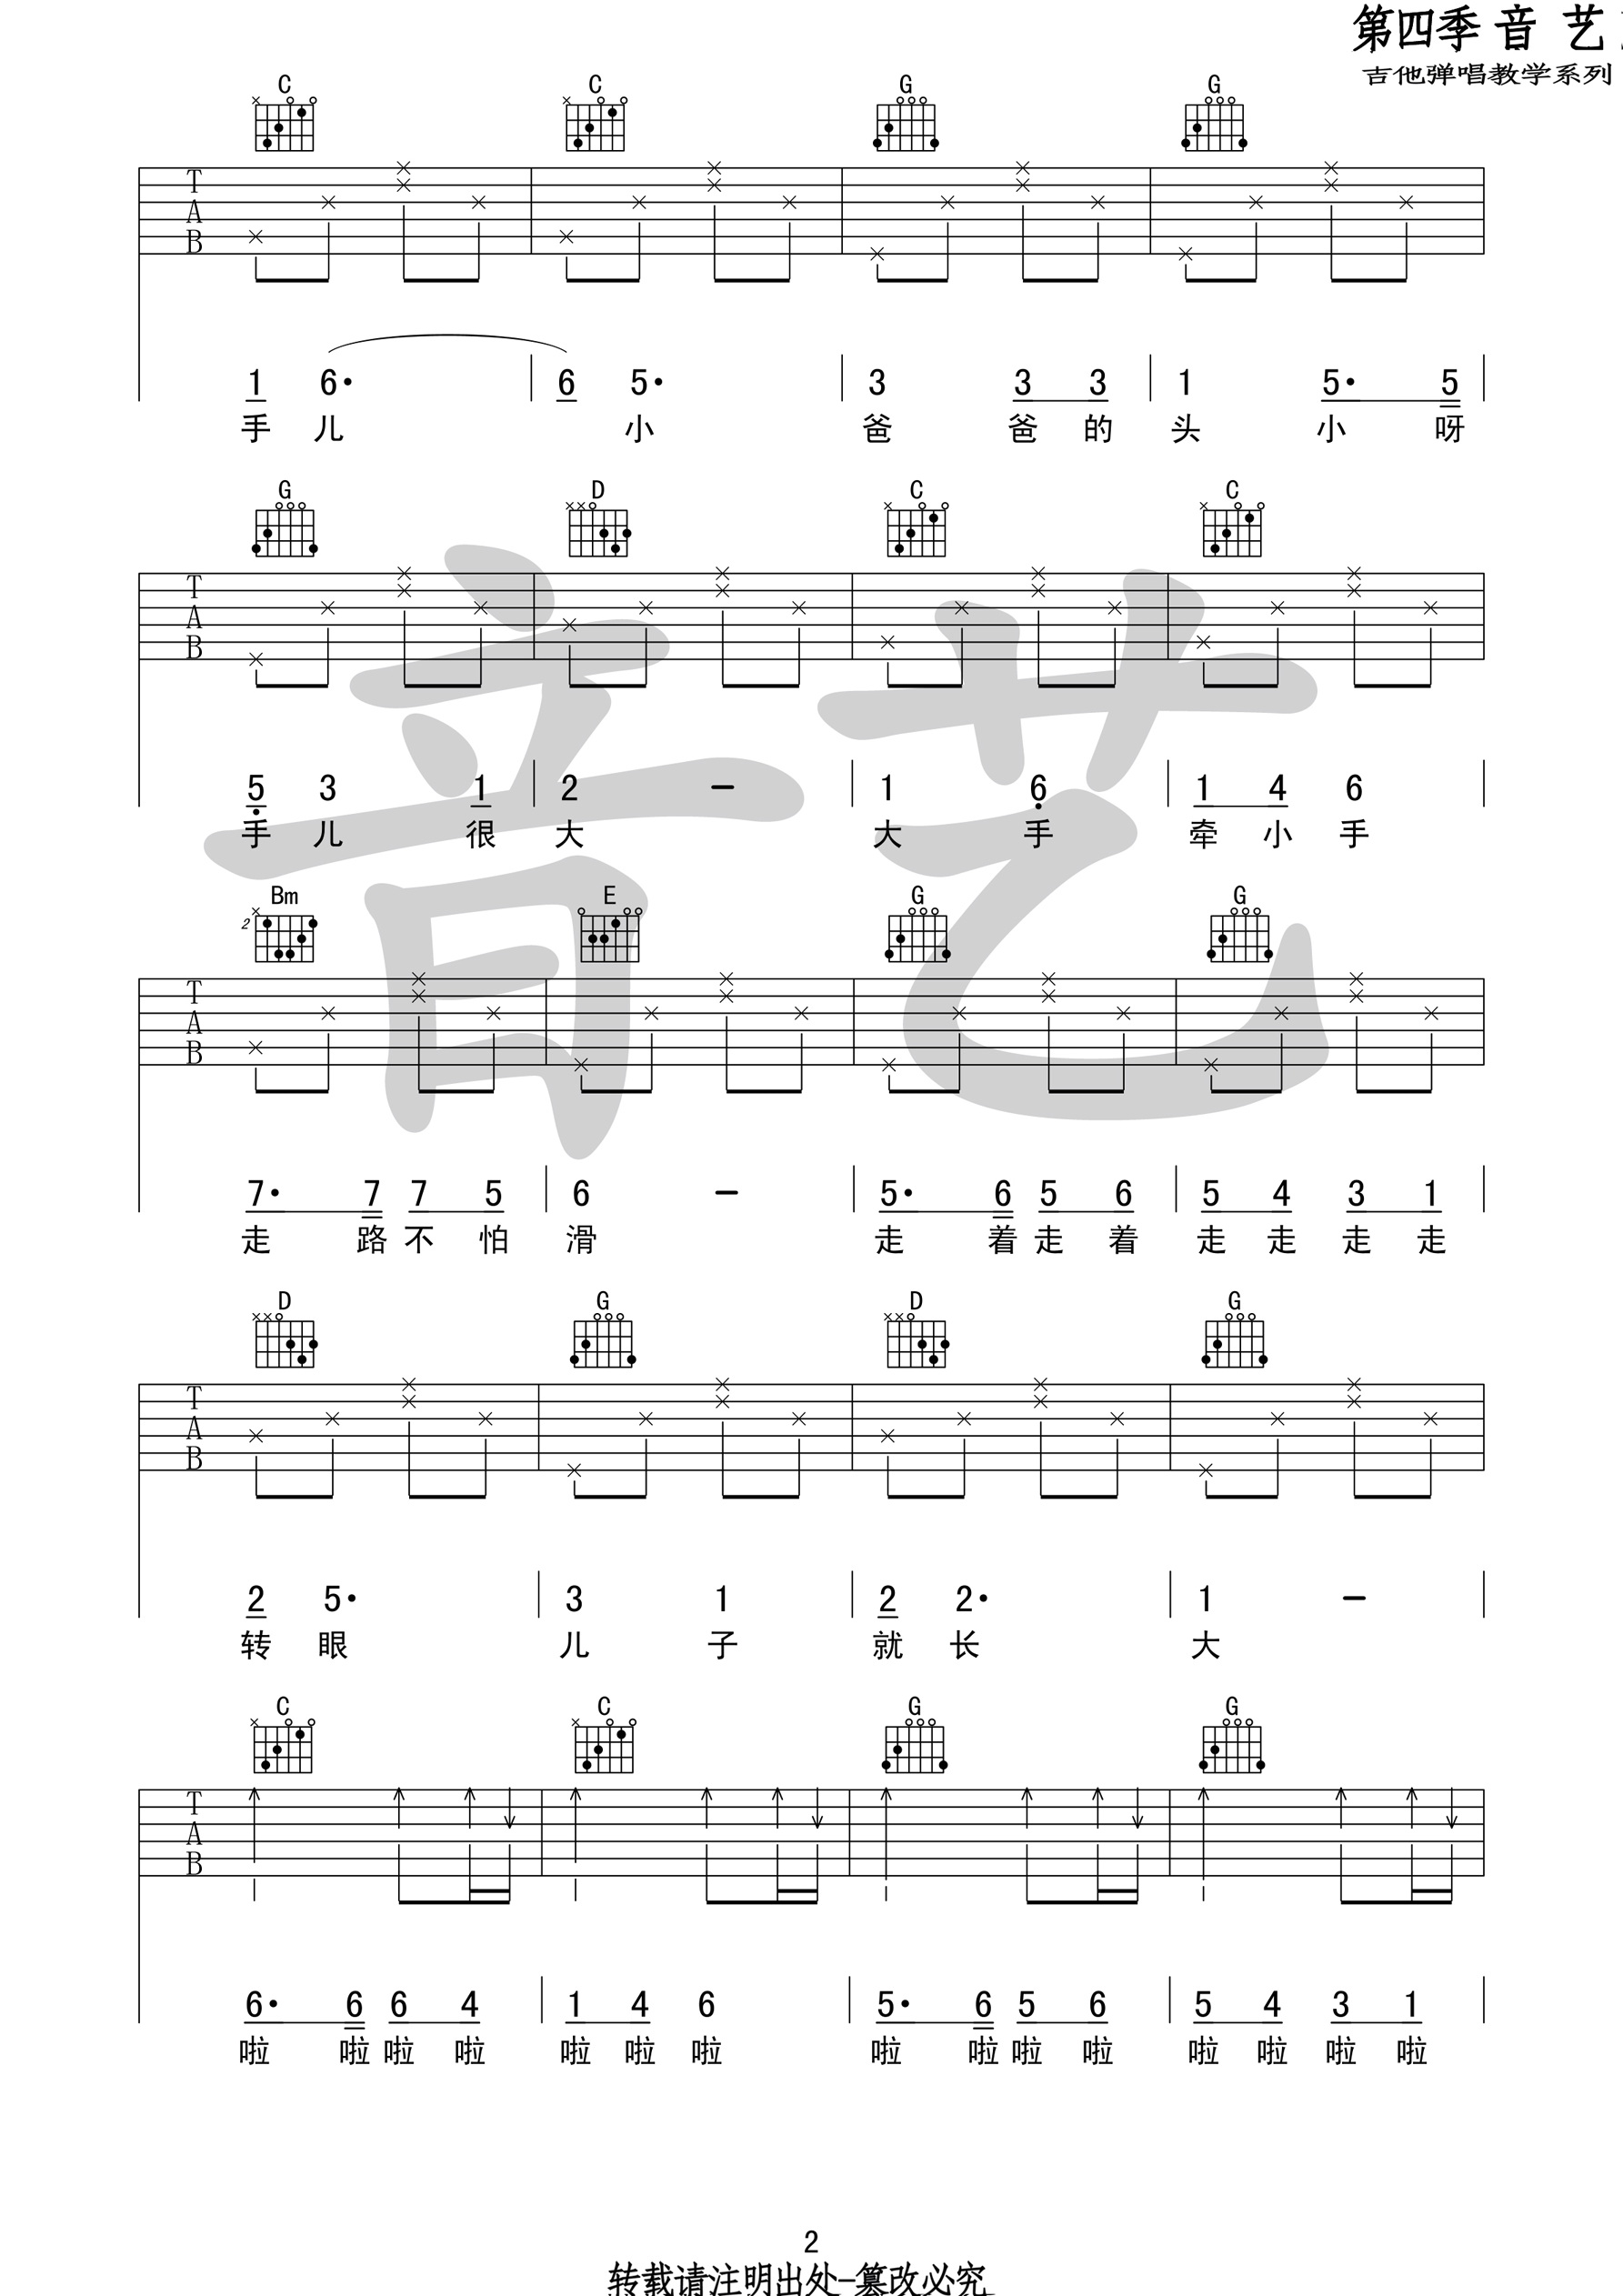 第四季 音 艺
吉他弹唱教学系列
C C G G
T
A
B
1 6· 6 5· 3 3 3 1 5· 5
手 儿 小 爸 爸 的 头 小 呀
G D C C
T
A
B
5 3 1 2 - 1 6 1 4 6
手 儿 很 大 大 手 牵 小 手
Bm E G G
2
T
A
B
7· 7 7 5 6 - 5· 6 5 6 5 4 3 1
走 路 不 怕 滑 走 着 走 着 走 走 走 走
D G D G
T
A
B
2 5· 3 1 2 2· 1 -
转 眼 儿 子 就 长 大
C C G G
T
A
B
6· 6 6 4 1 4 6 5· 6 5 6 5 4 3 1
啦 啦 啦 啦 啦 啦 啦 啦 啦 啦 啦 啦 啦 啦 啦
音艺
2
转载请注明出处-篡改必究